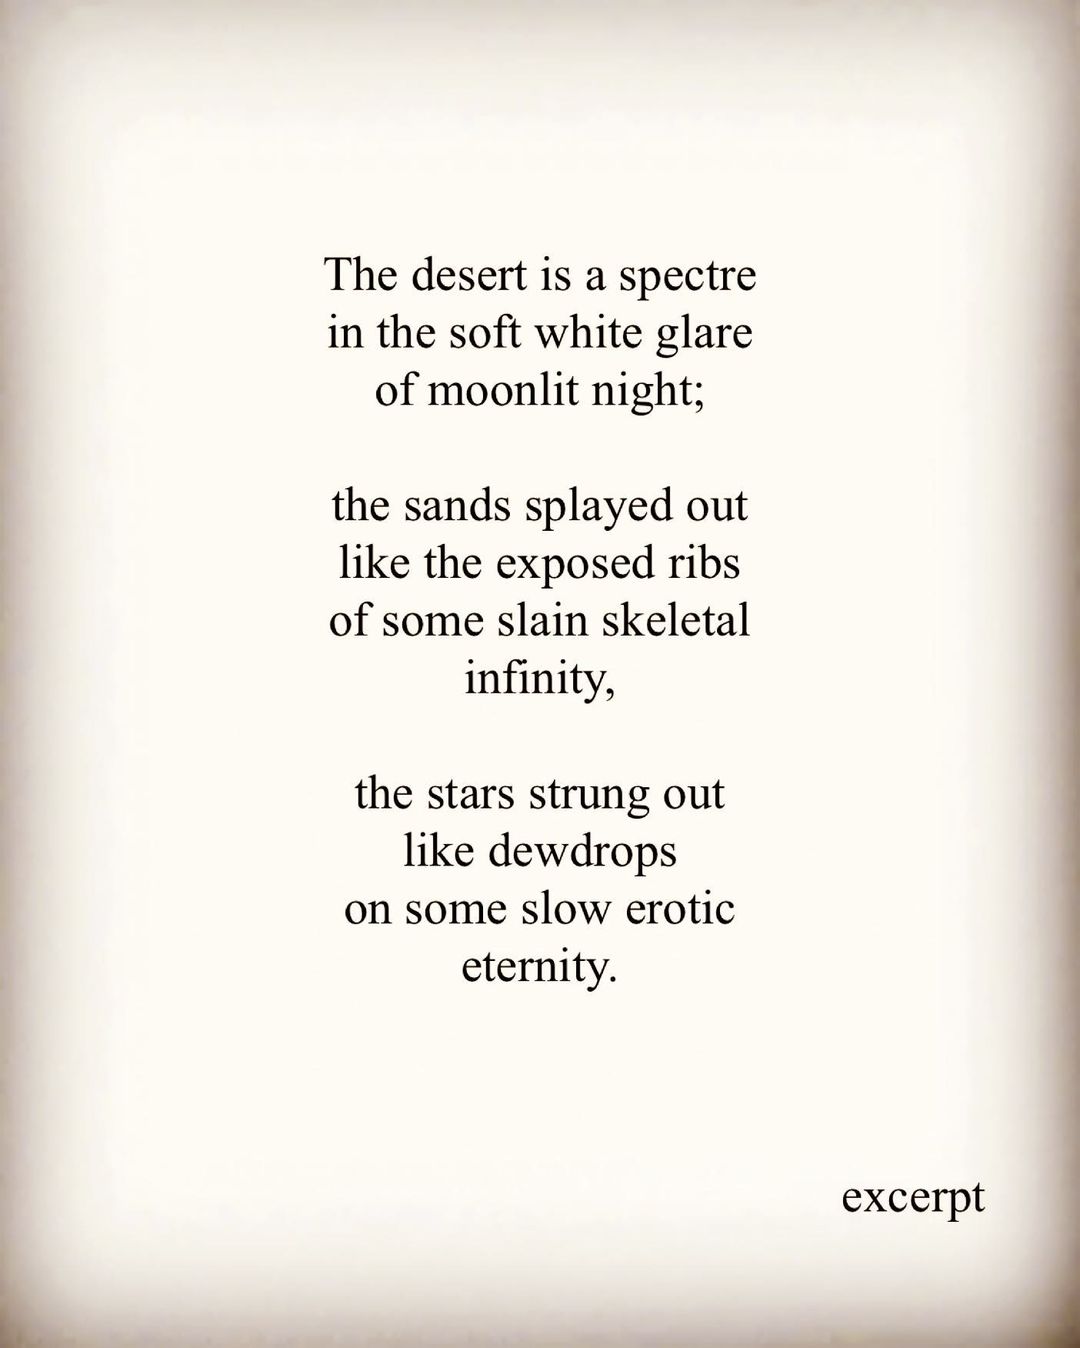 The desert is a spectre
in the soft white glare
of moonlit night;
the sands splayed out
like the exposed ribs
of some slain skeletal
infinity,
the stars strung out
like dewdrops
on some slow erotic
eternity.
excerpt